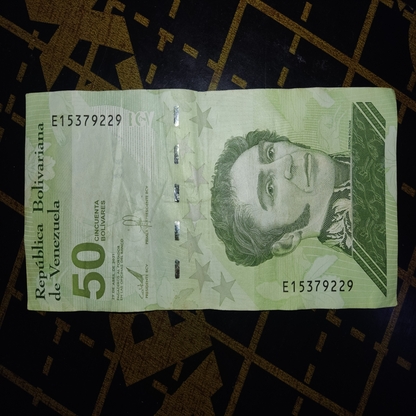 República Bolivariana
de Venezuela
50
CINCUENTA
BOLÍVARES
E15379229
E15379229